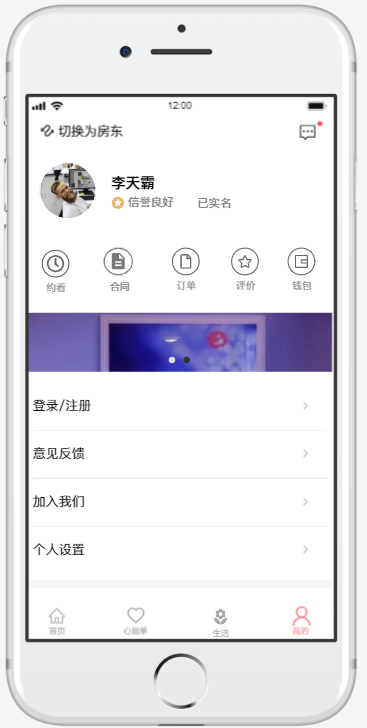 12:00
切换为房东
李天霸
信誉良好 已实名
约看 合同 订单 评价 钱包
登录/注册
意见反馈
加入我们
个人设置
首页 心愿单 生活 我的